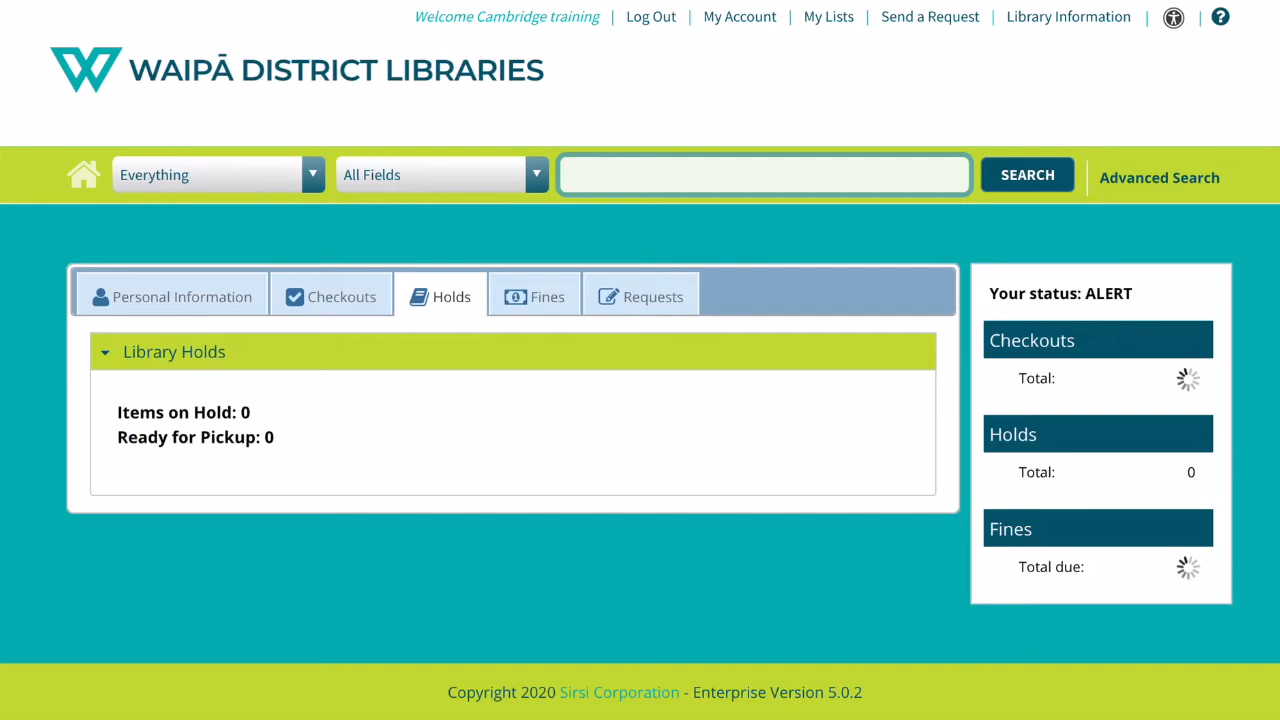 Welcome Cambridge training | Log Out | My Account | My Lists | Send a Request | Library Information | | ?
WAIPĀ DISTRICT LIBRARIES
Everything All Fields SEARCH Advanced Search
Personal Information Checkouts Holds Fines Requests
Library Holds
Items on Hold: 0
Ready for Pickup: 0
Your status: ALERT
Checkouts
Total:
Holds
Total: 0
Fines
Total due:
Copyright 2020 Sirsi Corporation - Enterprise Version 5.0.2